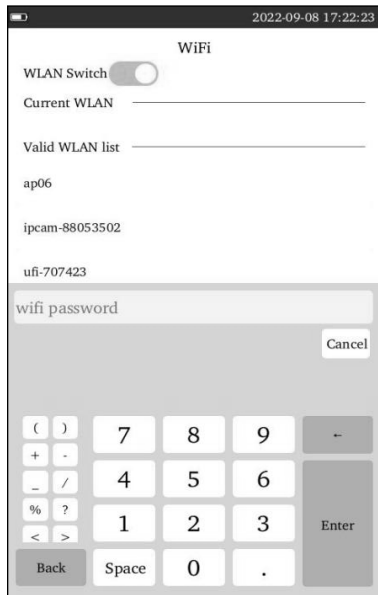 2022-09-08 17:22:23
WiFi
WLAN Switch
Current WLAN
Valid WLAN list
ap06
ipcam-88053502
ufi-707423
wifi password
Cancel
( ) 7 8 9 ←
+ -
_ / 4 5 6
% ? 1 2 3 Enter
< >
Back Space 0 .